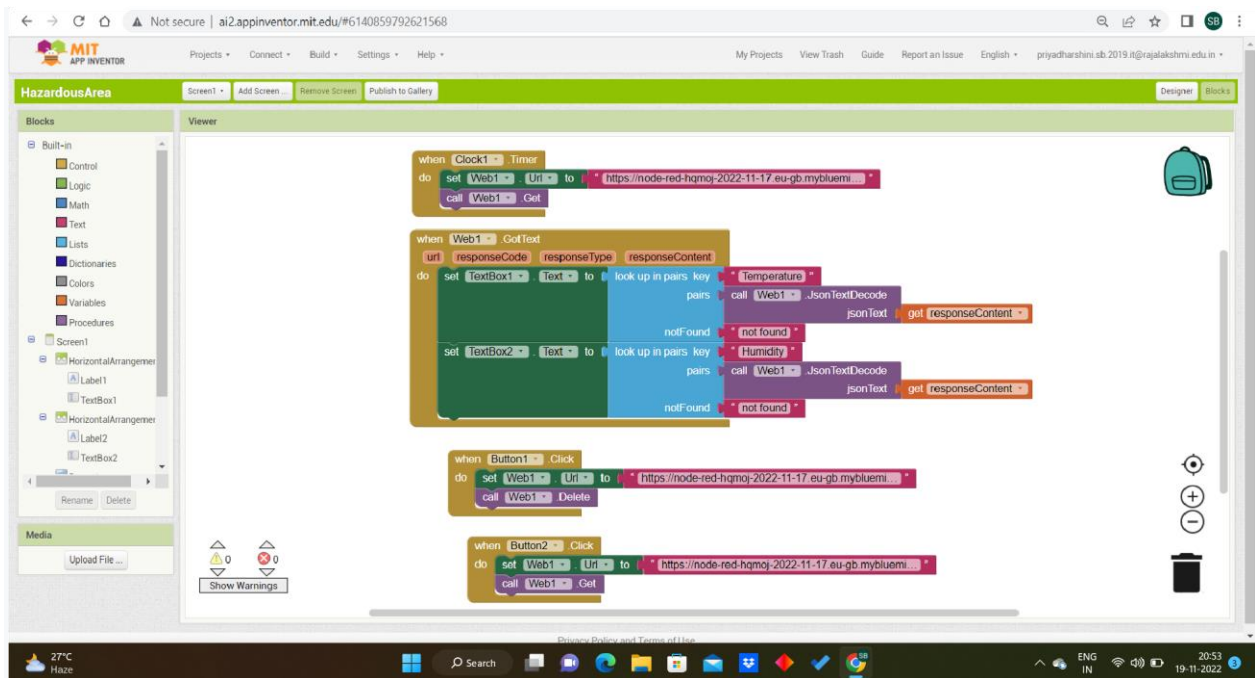 Not secure | ai2.appinventor.mit.edu/#6140859792621568
SB
MIT
APP INVENTOR
Projects Connect Build Settings Help
My Projects View Trash Guide Report an Issue English priyadharshini.sb.2019.it@rajalakshmi.edu.in
HazardousArea
Screen1 Add Screen ... Remove Screen Publish to Gallery
Designer Blocks
Blocks
Viewer
Built-in
Control
Logic
Math
Text
Lists
Dictionaries
Colors
Variables
Procedures
Screen1
HorizontalArrangemer
Label1
TextBox1
HorizontalArrangemer
Label2
TextBox2
Rename Delete
Media
Upload File ...
when Clock1 .Timer
do set Web1 . Url to " https://node-red-hqmoj-2022-11-17.eu-gb.mybluemi... "
call Web1 .Get
when Web1 .GotText
url responseCode responseType responseContent
do set TextBox1 . Text to look up in pairs key " Temperature "
pairs call Web1 .JsonTextDecode
jsonText get responseContent
notFound " not found "
set TextBox2 . Text to look up in pairs key " Humidity "
pairs call Web1 .JsonTextDecode
jsonText get responseContent
notFound " not found "
when Button1 .Click
do set Web1 . Url to " https://node-red-hqmoj-2022-11-17.eu-gb.mybluemi... "
call Web1 .Delete
when Button2 .Click
do set Web1 . Url to " https://node-red-hqmoj-2022-11-17.eu-gb.mybluemi... "
call Web1 .Get
0 0
Show Warnings
Privacy Policy and Terms of Use
27°C
Haze
Search
SB
ENG
IN
20:53
19-11-2022
3